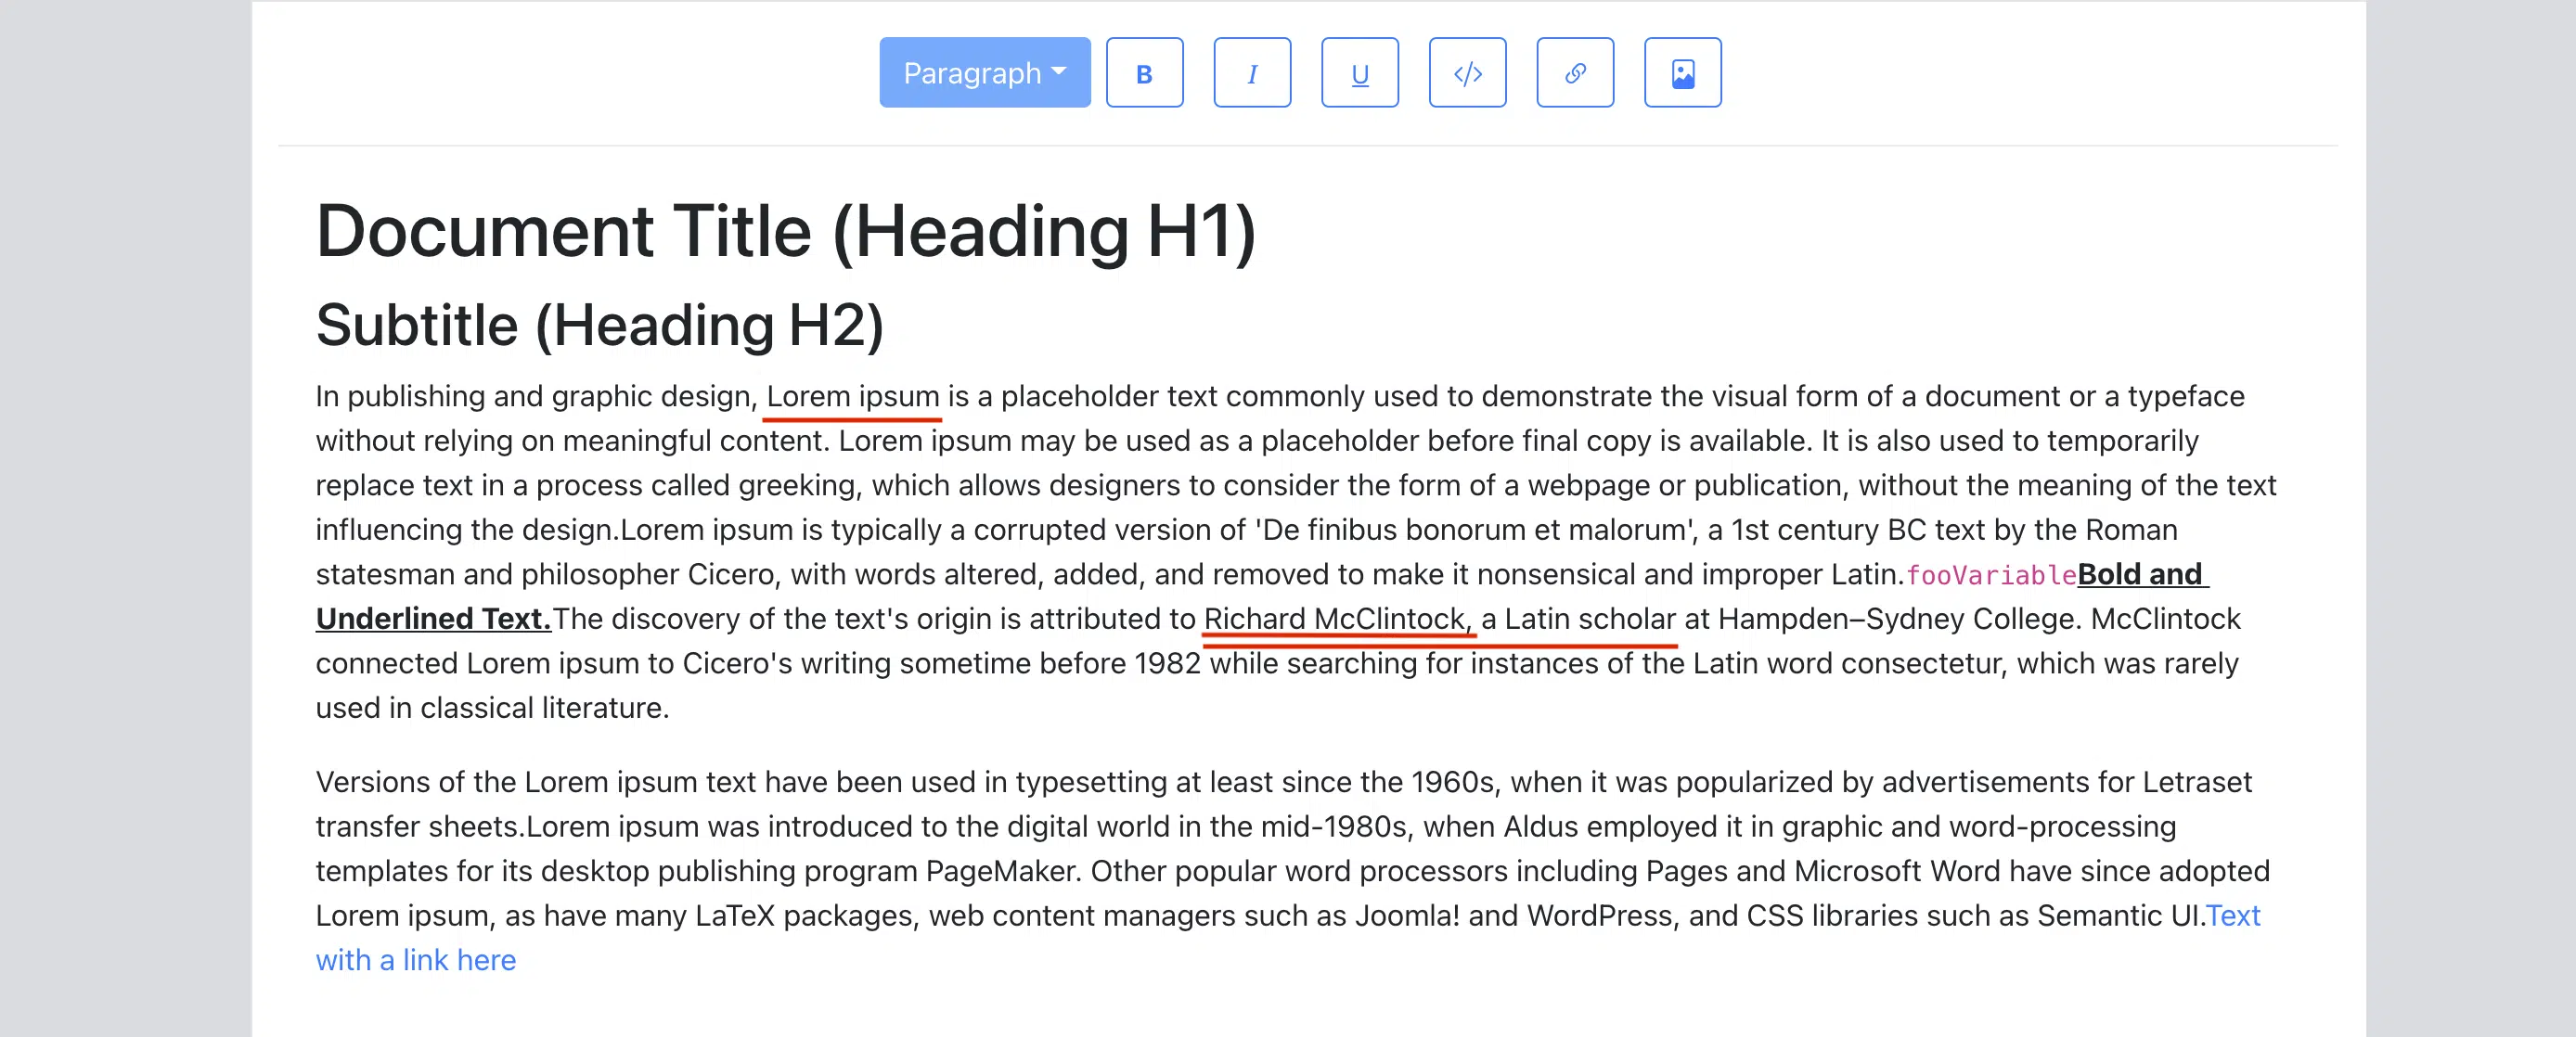 Paragraph B I U </>
Document Title (Heading H1)
Subtitle (Heading H2)
In publishing and graphic design, Lorem ipsum is a placeholder text commonly used to demonstrate the visual form of a document or a typeface
without relying on meaningful content. Lorem ipsum may be used as a placeholder before final copy is available. It is also used to temporarily
replace text in a process called greeking, which allows designers to consider the form of a webpage or publication, without the meaning of the text
influencing the design.Lorem ipsum is typically a corrupted version of 'De finibus bonorum et malorum', a 1st century BC text by the Roman
statesman and philosopher Cicero, with words altered, added, and removed to make it nonsensical and improper Latin.fooVariableBold and
Underlined Text.The discovery of the text's origin is attributed to Richard McClintock, a Latin scholar at Hampden–Sydney College. McClintock
connected Lorem ipsum to Cicero's writing sometime before 1982 while searching for instances of the Latin word consectetur, which was rarely
used in classical literature.
Versions of the Lorem ipsum text have been used in typesetting at least since the 1960s, when it was popularized by advertisements for Letraset
transfer sheets.Lorem ipsum was introduced to the digital world in the mid-1980s, when Aldus employed it in graphic and word-processing
templates for its desktop publishing program PageMaker. Other popular word processors including Pages and Microsoft Word have since adopted
Lorem ipsum, as have many LaTeX packages, web content managers such as Joomla! and WordPress, and CSS libraries such as Semantic UI.Text
with a link here